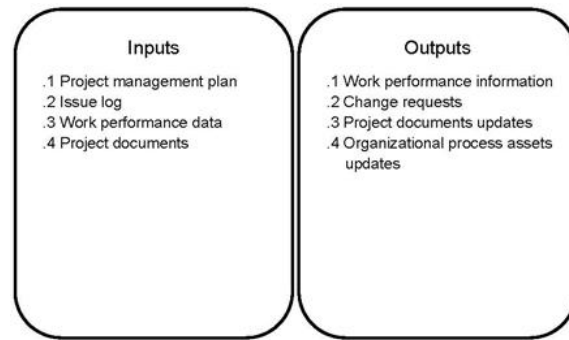 Inputs
.1 Project management plan
.2 Issue log
.3 Work performance data
.4 Project documents
Outputs
.1 Work performance information
.2 Change requests
.3 Project documents updates
.4 Organizational process assets
updates